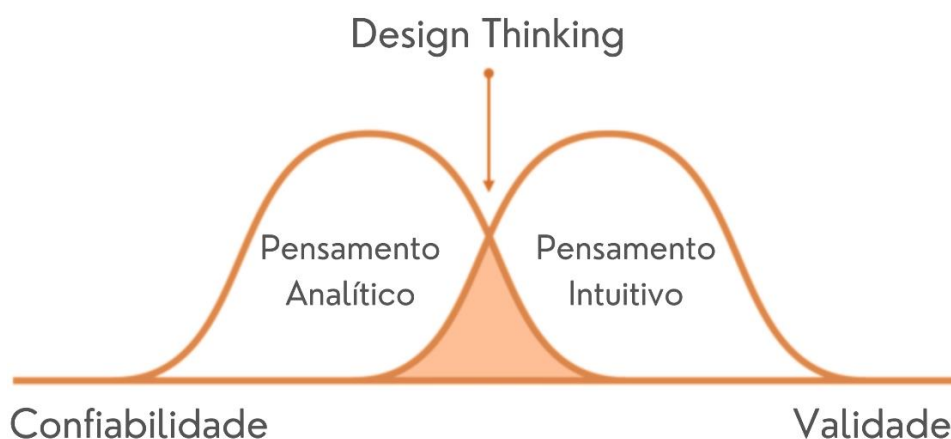 Design Thinking
Pensamento
Analítico
Pensamento
Intuitivo
Confiabilidade
Validade